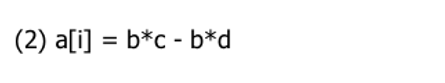 (2) a[i] = b*c - b*d